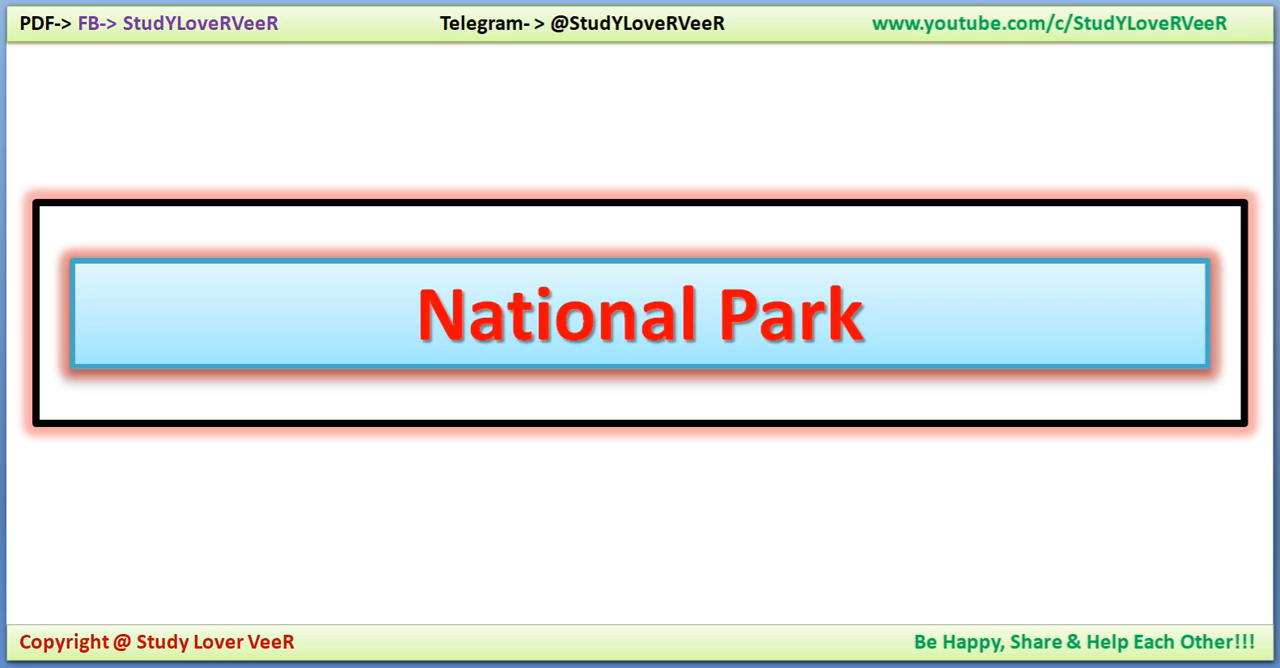 PDF-> FB-> StudYLoveRVeeR Telegram- > @StudYLoveRVeeR www.youtube.com/c/StudYLoveRVeeR
National Park
Copyright @ Study Lover VeeR Be Happy, Share & Help Each Other!!!